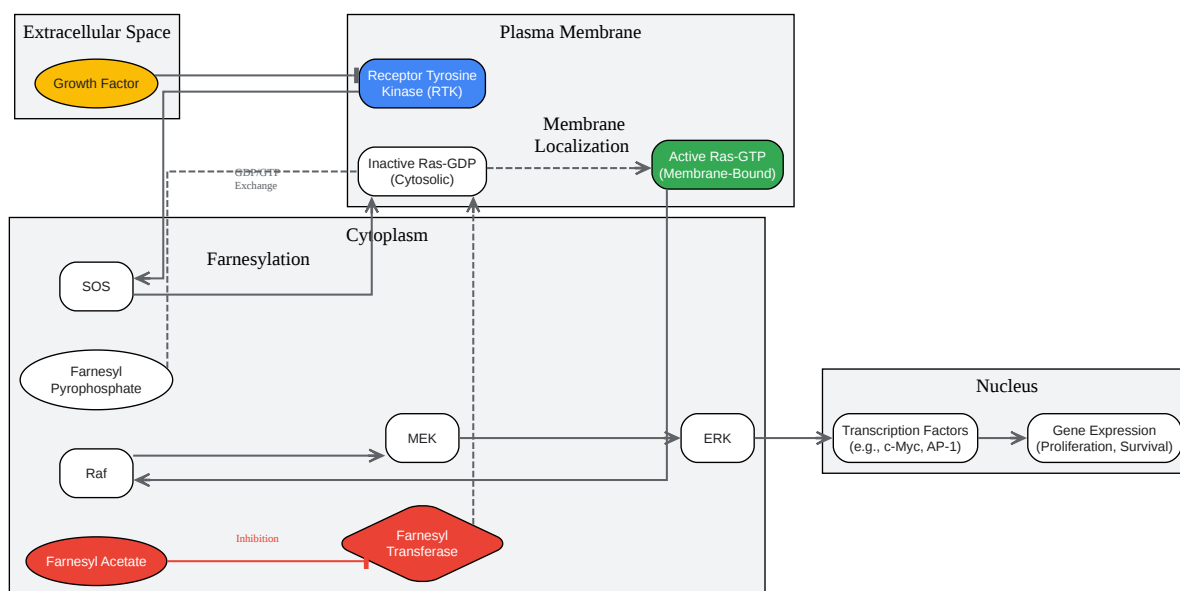 Extracellular Space
Growth Factor
Plasma Membrane
Receptor Tyrosine
Kinase (RTK)
Membrane
Localization
Inactive Ras-GDP
(Cytosolic)
Active Ras-GTP
(Membrane-Bound)
GDP/GTP
Exchange
Cytoplasm
Farnesylation
SOS
Farnesyl
Pyrophosphate
MEK
ERK
Raf
Farnesyl Acetate
Inhibition
Farnesyl
Transferase
Nucleus
Transcription Factors
(e.g., c-Myc, AP-1)
Gene Expression
(Proliferation, Survival)